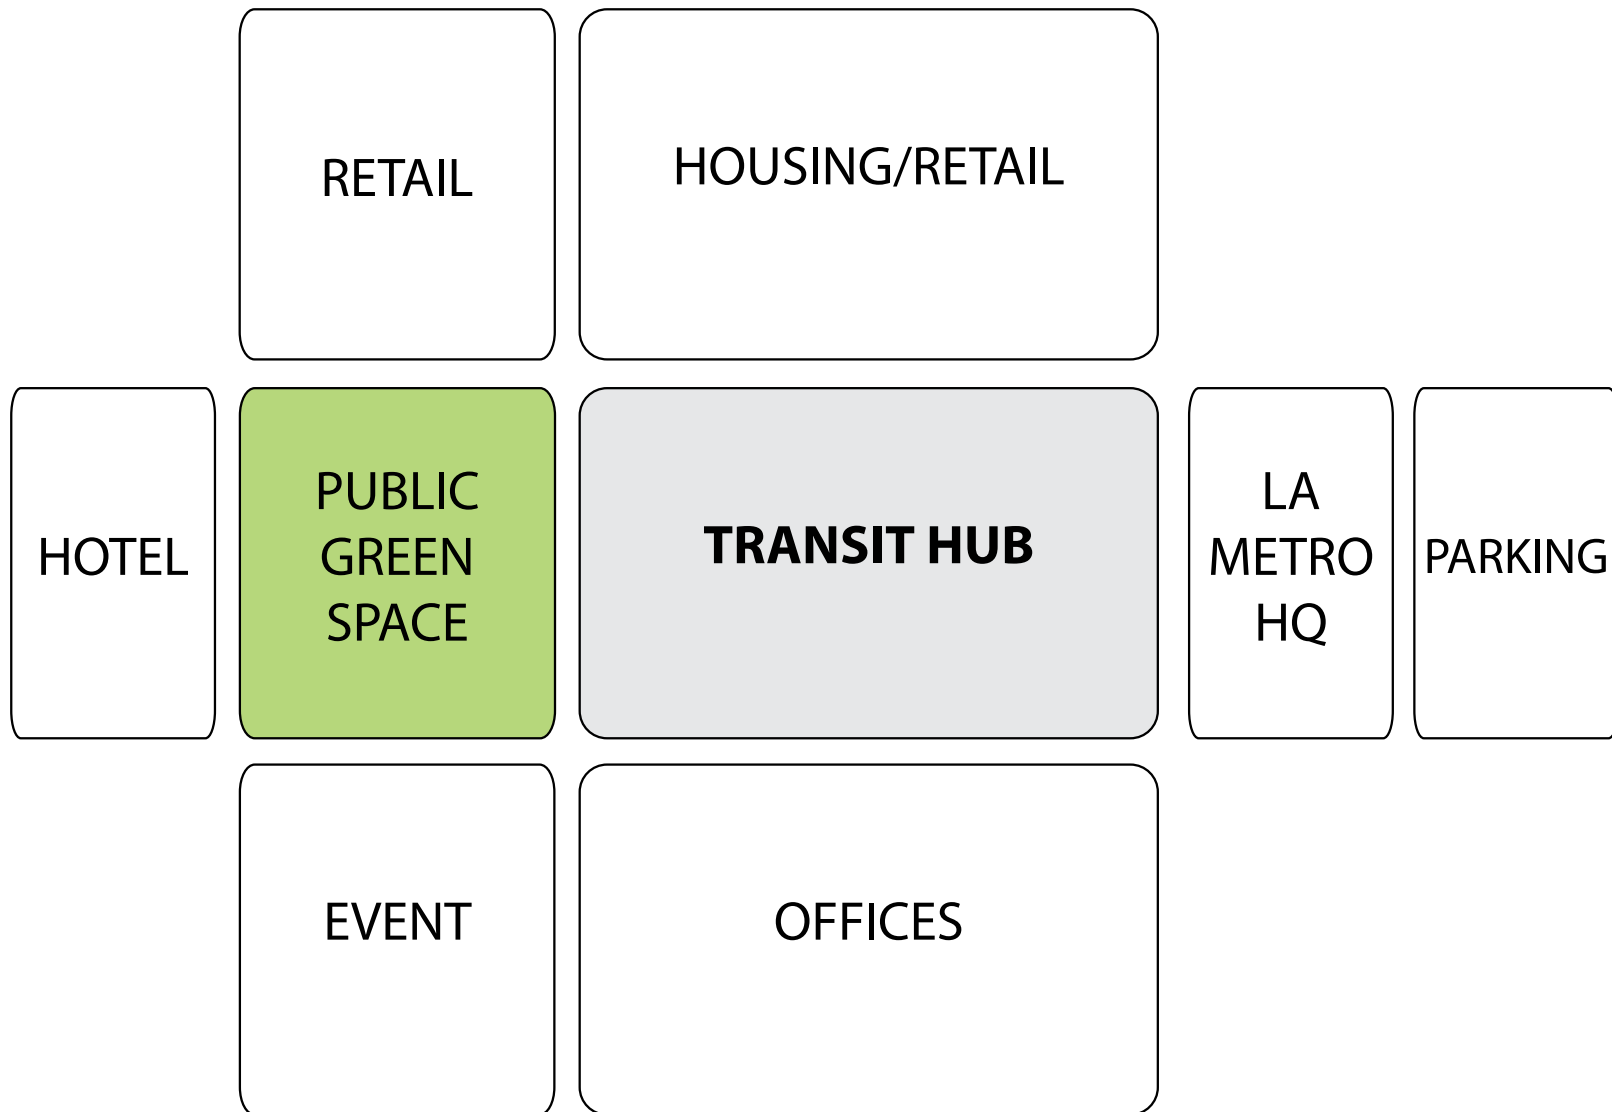 RETAIL
HOUSING/RETAIL
HOTEL
PUBLIC
GREEN
SPACE
TRANSIT HUB
LA
METRO
HQ
PARKING
EVENT
OFFICES